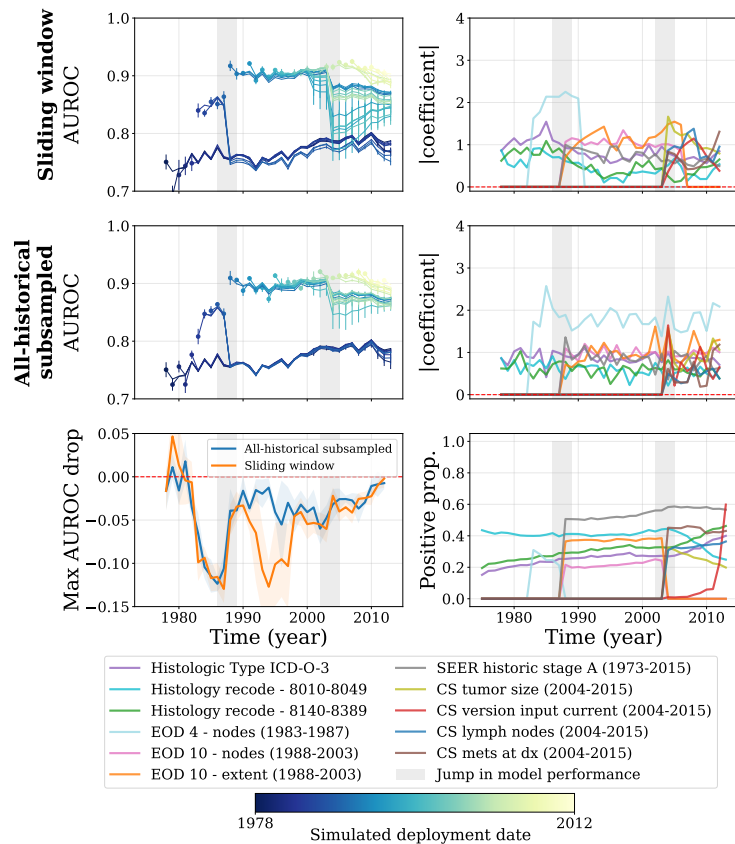 Sliding window
AUROC
1.0
0.9
0.8
0.7
|coefficient|
4
3
2
1
0
All-historical
subsampled
AUROC
1.0
0.9
0.8
0.7
|coefficient|
4
3
2
1
0
Max AUROC drop
0.05
0.00
−0.05
−0.10
−0.15
All-historical subsampled
Sliding window
1980
1990
2000
2010
Time (year)
Positive prop.
1.0
0.8
0.6
0.4
0.2
0.0
1980
1990
2000
2010
Time (year)
Histologic Type ICD-O-3
Histology recode - 8010-8049
Histology recode - 8140-8389
EOD 4 - nodes (1983-1987)
EOD 10 - nodes (1988-2003)
EOD 10 - extent (1988-2003)
SEER historic stage A (1973-2015)
CS tumor size (2004-2015)
CS version input current (2004-2015)
CS lymph nodes (2004-2015)
CS mets at dx (2004-2015)
Jump in model performance
1978
2012
Simulated deployment date